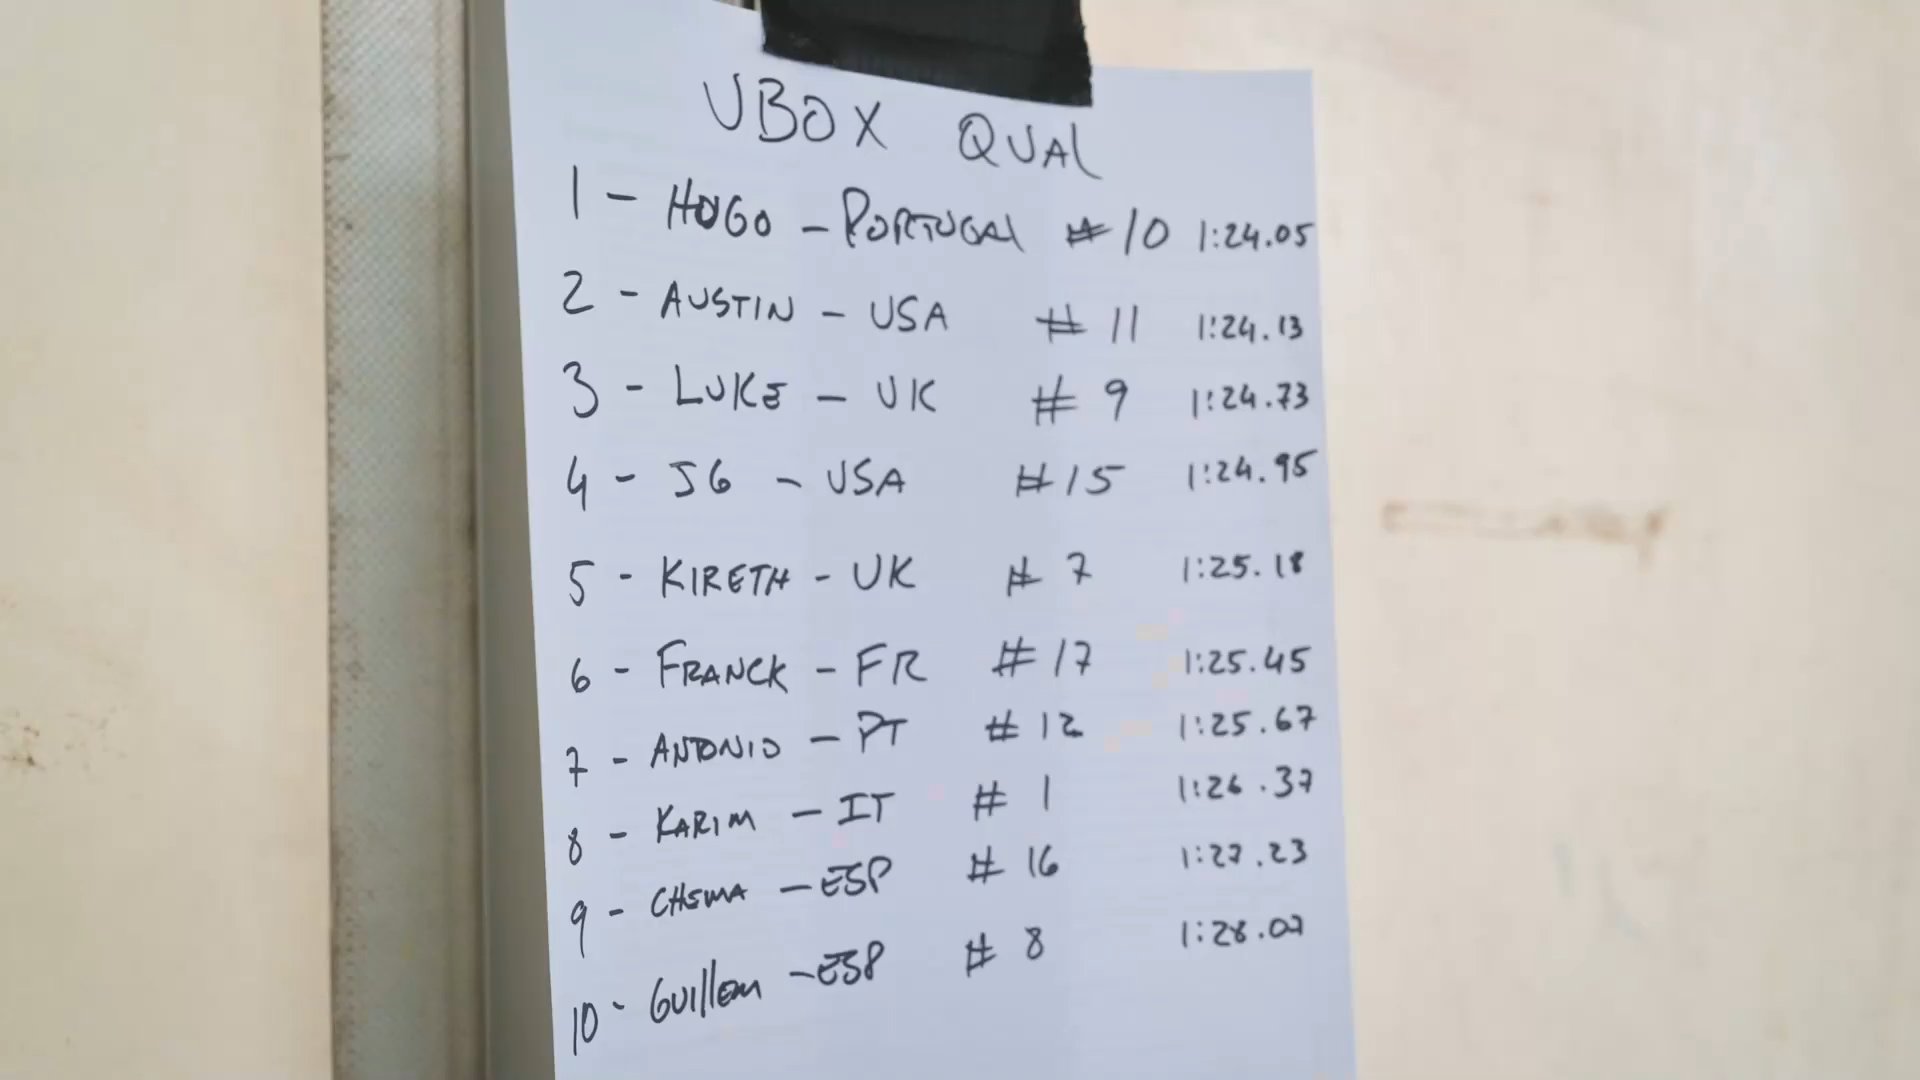 VBOX QUAL
1 - HUGO - PORTUGAL #10 1:24.05
2 - AUSTIN - USA #11 1:24.13
3 - LUKE - UK #9 1:24.73
4 - JG - USA #15 1:24.95
5 - KIRETH - UK #7 1:25.18
6 - FRANCK - FR #17 1:25.45
7 - ANTONIO - PT #12 1:25.67
8 - KARIM - IT #1 1:26.37
9 - CHEMA - ESP #16 1:27.23
10 - GUILLEM - ESP #8 1:28.07